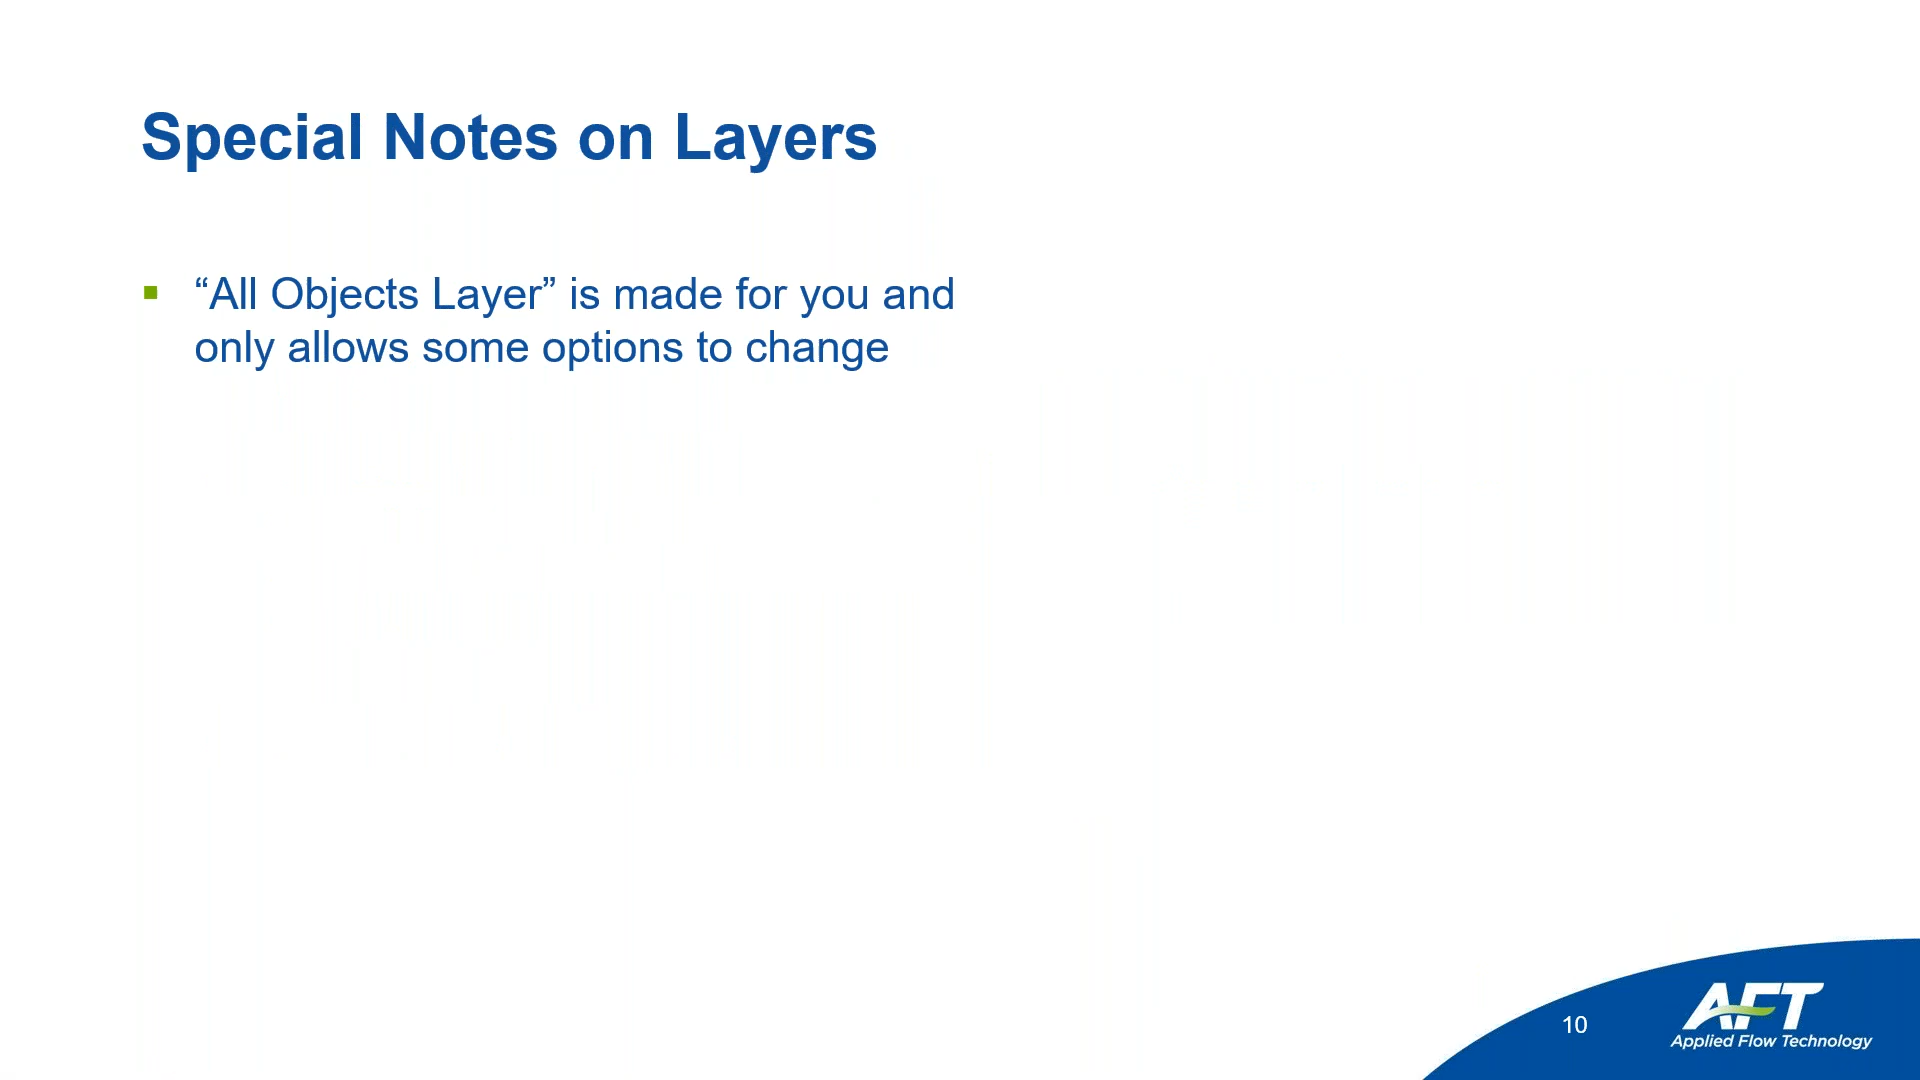 Special Notes on Layers
“All Objects Layer” is made for you and
only allows some options to change
10
AFT
Applied Flow Technology